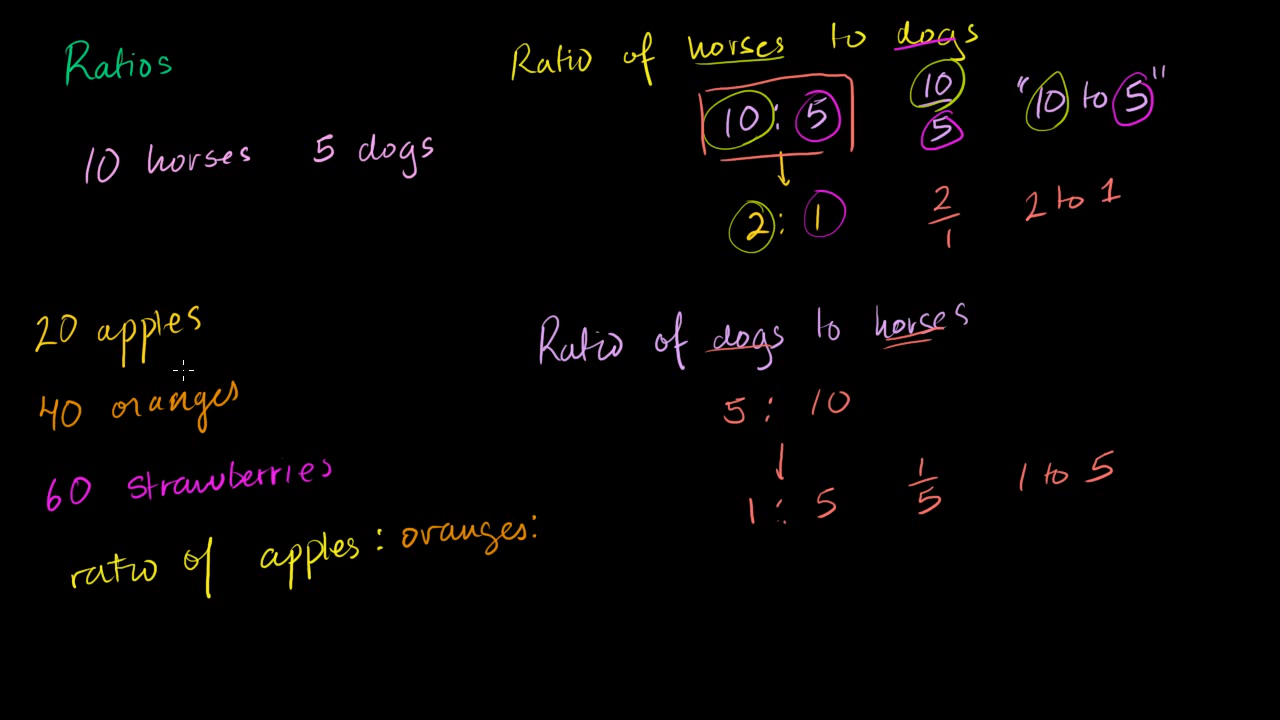 Ratios
10 horses 5 dogs
Ratio of horses to dogs
10 : 5 10/5 "10 to 5"
2 : 1 2/1 2 to 1
20 apples
40 oranges
60 strawberries
ratio of apples : oranges:
Ratio of dogs to horses
5 : 10
1 : 5 1/5 1 to 5